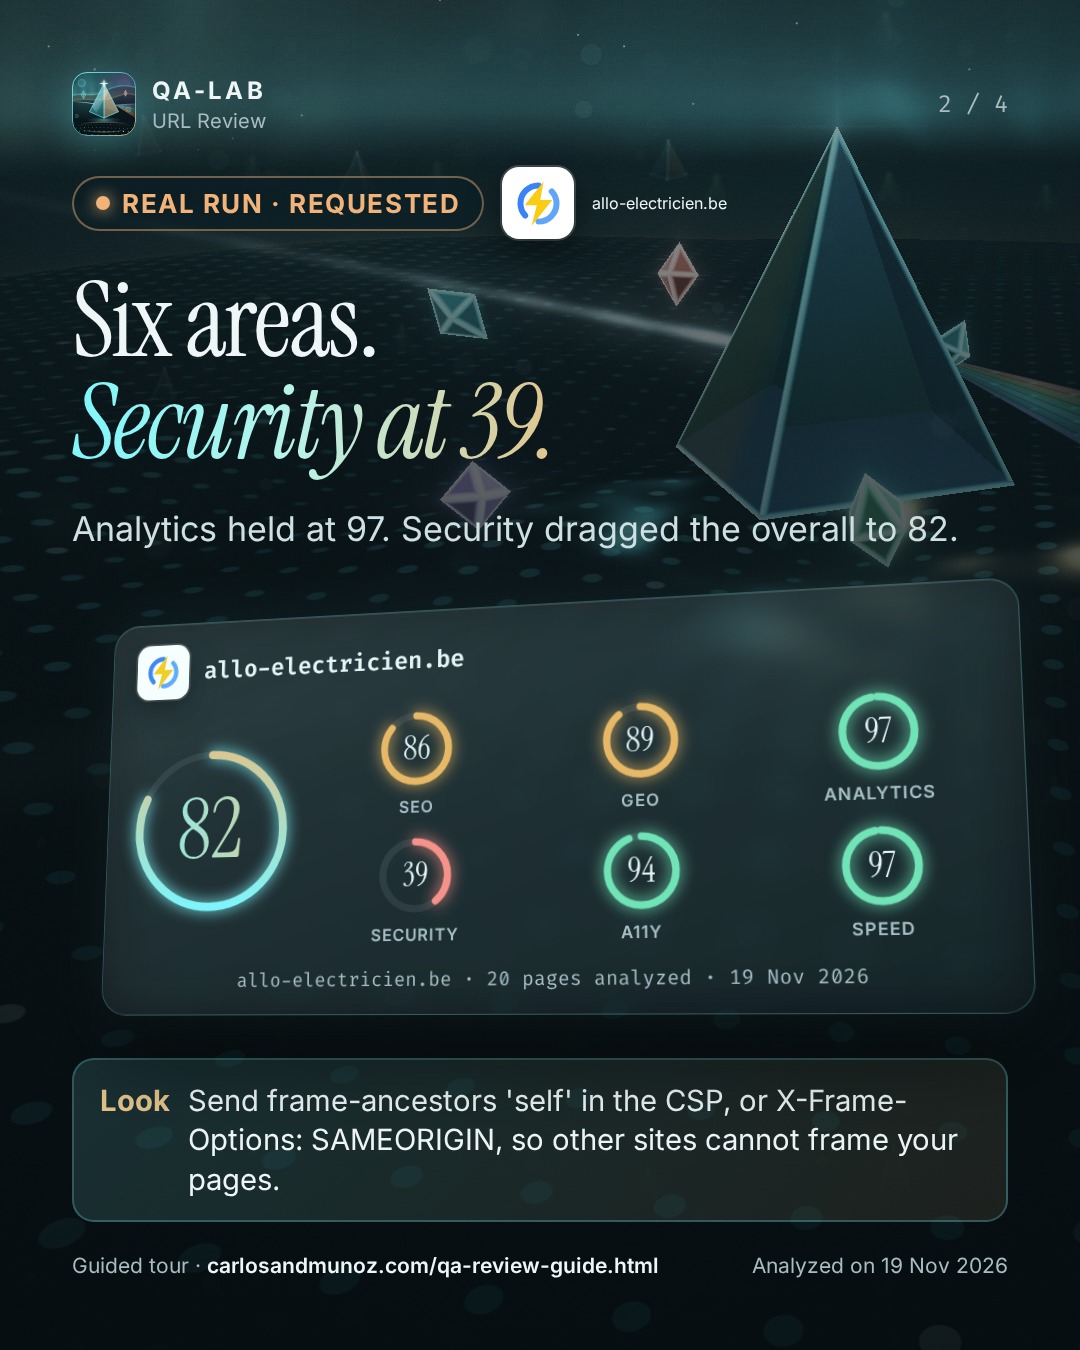 QA-LAB
URL Review
2 / 4
REAL RUN · REQUESTED
allo-electricien.be
Six areas.
Security at 39.
Analytics held at 97. Security dragged the overall to 82.
allo-electricien.be
82
86
SEO
89
GEO
97
ANALYTICS
39
SECURITY
94
A11Y
97
SPEED
allo-electricien.be · 20 pages analyzed · 19 Nov 2026
Look Send frame-ancestors 'self' in the CSP, or X-Frame-
Options: SAMEORIGIN, so other sites cannot frame your
pages.
Guided tour · carlosandmunoz.com/qa-review-guide.html
Analyzed on 19 Nov 2026